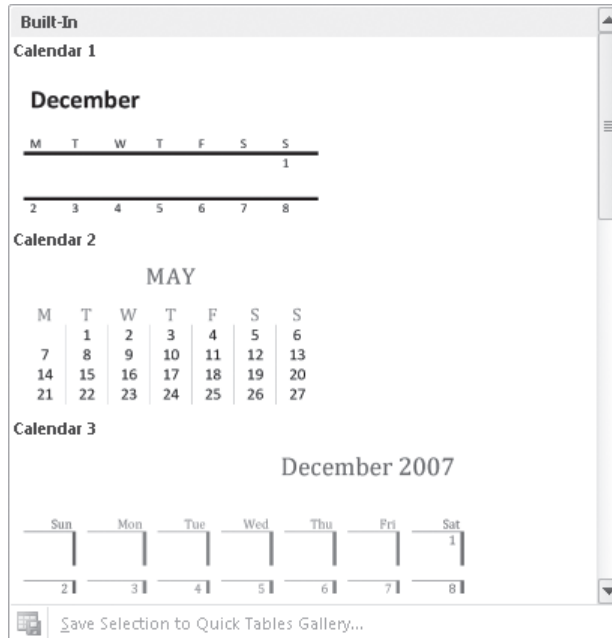 Built-In
Calendar 1
December
M T W T F S S
1
2 3 4 5 6 7 8
Calendar 2
MAY
M T W T F S S
1 2 3 4 5 6
7 8 9 10 11 12 13
14 15 16 17 18 19 20
21 22 23 24 25 26 27
Calendar 3
December 2007
Sun Mon Tue Wed Thu Fri Sat
1
2 3 4 5 6 7 8
Save Selection to Quick Tables Gallery...